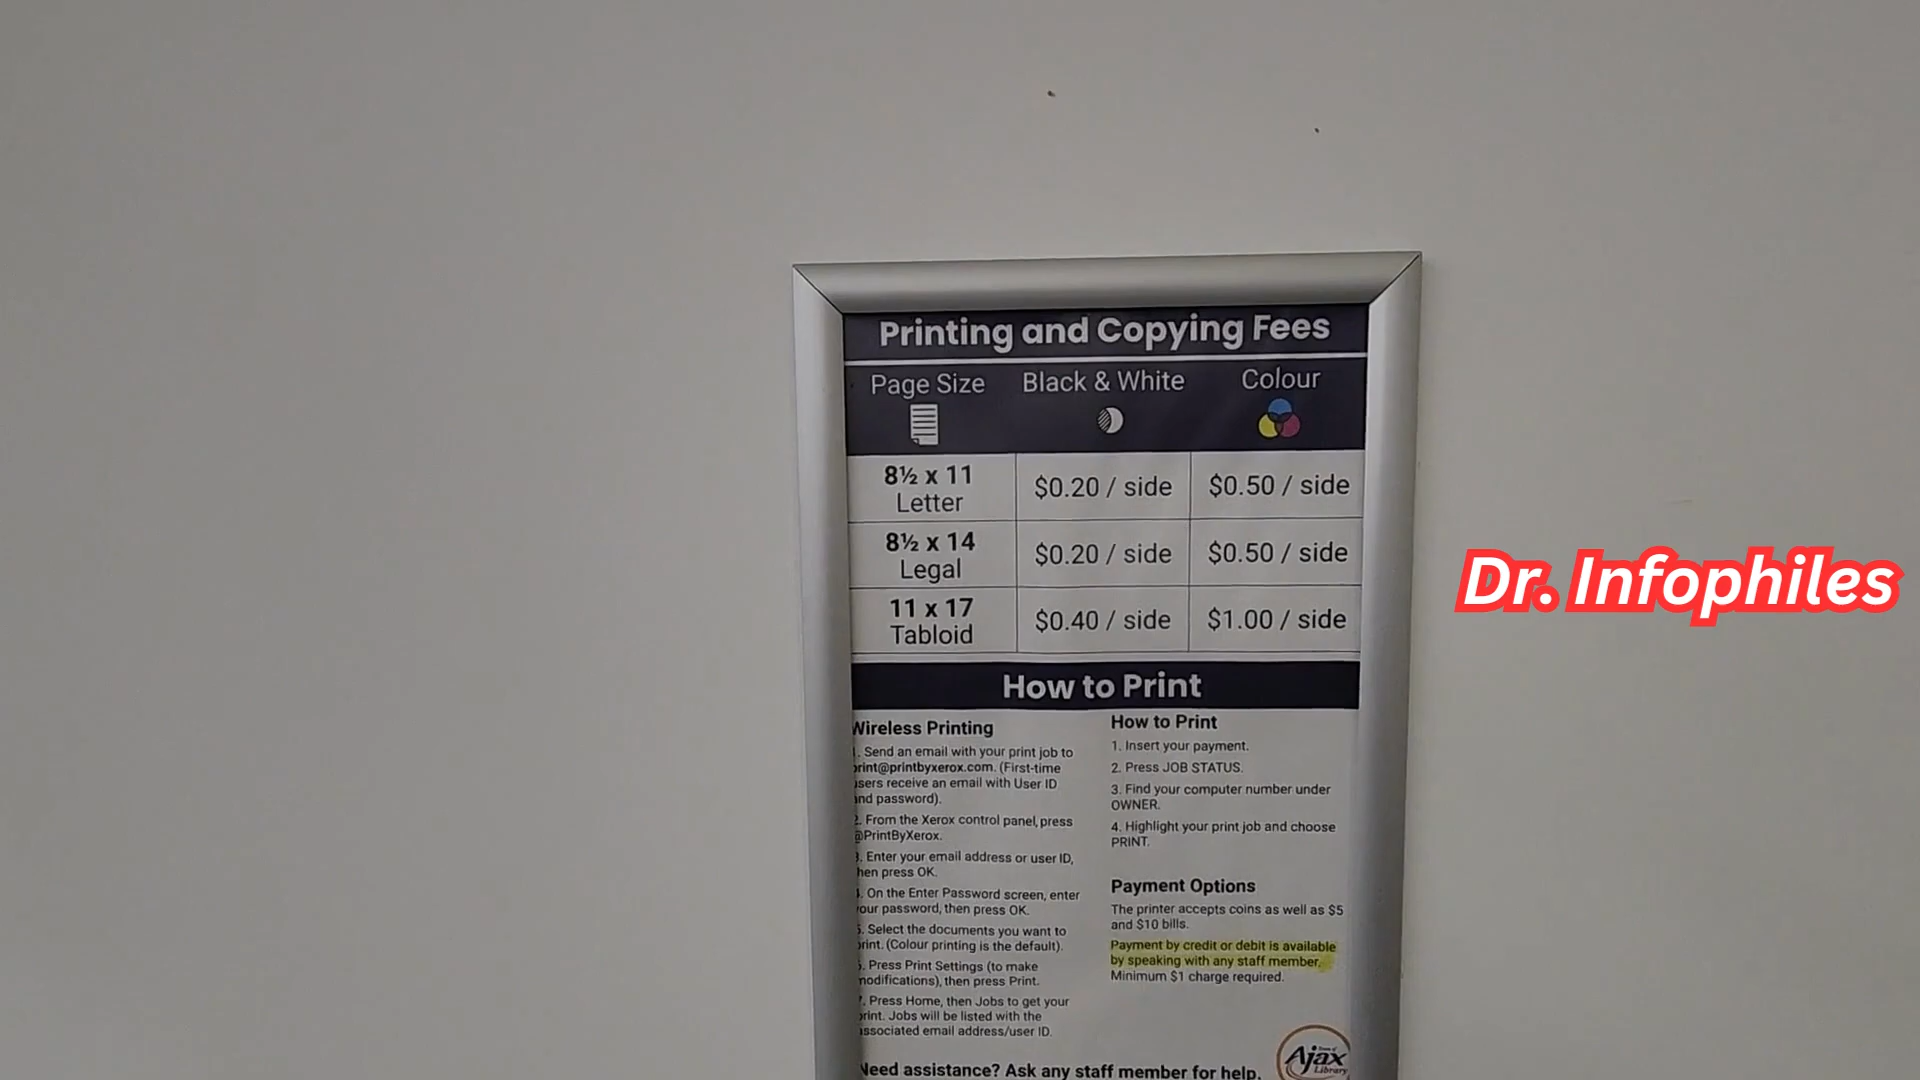 Printing and Copying Fees
Page Size Black & White Colour
8½ x 11
Letter
$0.20 / side
$0.50 / side
8½ x 14
Legal
$0.20 / side
$0.50 / side
11 x 17
Tabloid
$0.40 / side
$1.00 / side
How to Print
Wireless Printing
. Send an email with your print job to
print@printbyxerox.com. (First-time
users receive an email with User ID
and password).
2. From the Xerox control panel, press
@PrintByXerox.
3. Enter your email address or user ID,
then press OK.
4. On the Enter Password screen, enter
your password, then press OK.
5. Select the documents you want to
print. (Colour printing is the default).
6. Press Print Settings (to make
modifications), then press Print.
7. Press Home, then Jobs to get your
print. Jobs will be listed with the
associated email address/user ID.
How to Print
1. Insert your payment.
2. Press JOB STATUS.
3. Find your computer number under
OWNER.
4. Highlight your print job and choose
PRINT.
Payment Options
The printer accepts coins as well as $5
and $10 bills.
Payment by credit or debit is available
by speaking with any staff member.
Minimum $1 charge required.
Need assistance? Ask any staff member for help.
Town of
Ajax
Library
Dr. Infophiles